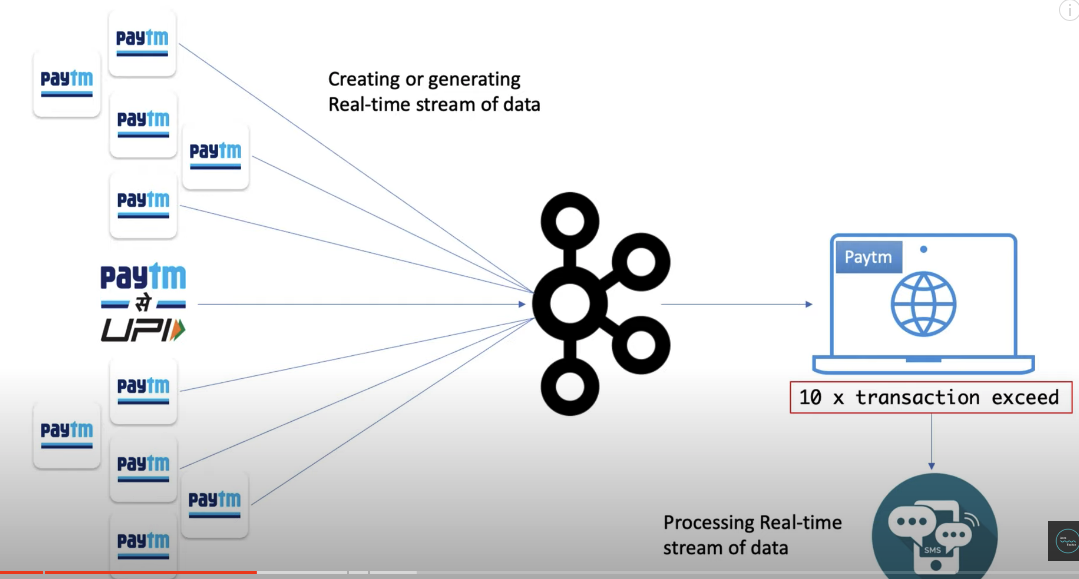 paytm
paytm
paytm
paytm
paytm
Creating or generating
Real-time stream of data
paytm
से
UPI
paytm
paytm
paytm
paytm
paytm
Paytm
10 x transaction exceed
Processing Real-time
stream of data
SMS